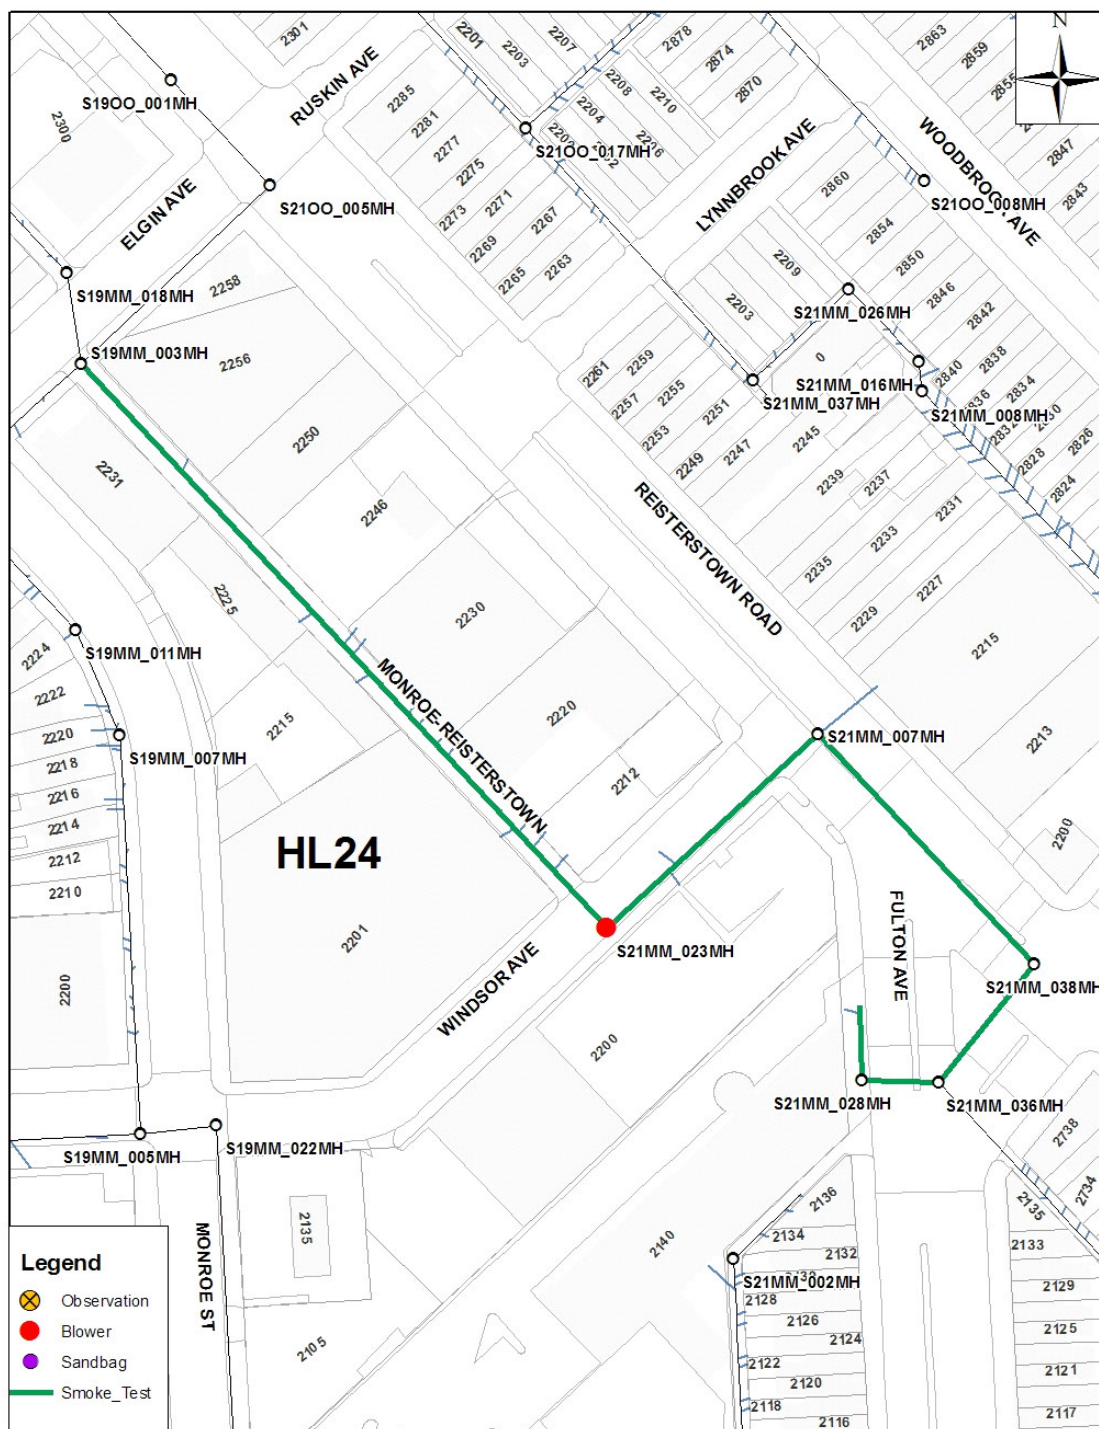 2301
2201
2203
2207
2878
2874
2870
2863
2859
2855
N
S19OO_001MH
RUSKIN AVE
2285
2281
2277
2275
2273
2271
2269
2267
2265
2263
2208
2210
2204
2206
S21OO_017MH
2300
ELGIN AVE
S21OO_005MH
LYNNBROOK AVE
WOODBROOK AVE
2847
2843
2860
S21OO_008MH
2854
2850
2846
2842
2838
2834
2840
2836
2830
2826
2828
2824
S19MM_018MH
2258
2209
2203
S21MM_026MH
0
S19MM_003MH
2256
2261
2259
2257
2255
2253
2251
2249
2247
2245
S21MM_016MH
S21MM_037MH
S21MM_008MH
2231
2250
2246
2239
2237
2231
2233
2235
2227
2229
REISTERSTOWN ROAD
2225
2230
2215
2224
S19MM_011MH
2222
2220
2218
2216
2214
2212
2210
S19MM_007MH
2215
MONROE-REISTERSTOWN
2220
2212
S21MM_007MH
2213
2200
HL24
2201
2200
WINDSOR AVE
S21MM_023MH
FULTON AVE
S21MM_038MH
2200
S21MM_028MH
S21MM_036MH
S19MM_005MH
S19MM_022MH
2738
2734
MONROE ST
2135
2105
2140
2136
2134
2132
2130
S21MM_002MH
2128
2126
2124
2122
2120
2118
2116
2135
2133
2129
2125
2121
2117
Legend
Observation
Blower
Sandbag
Smoke_Test